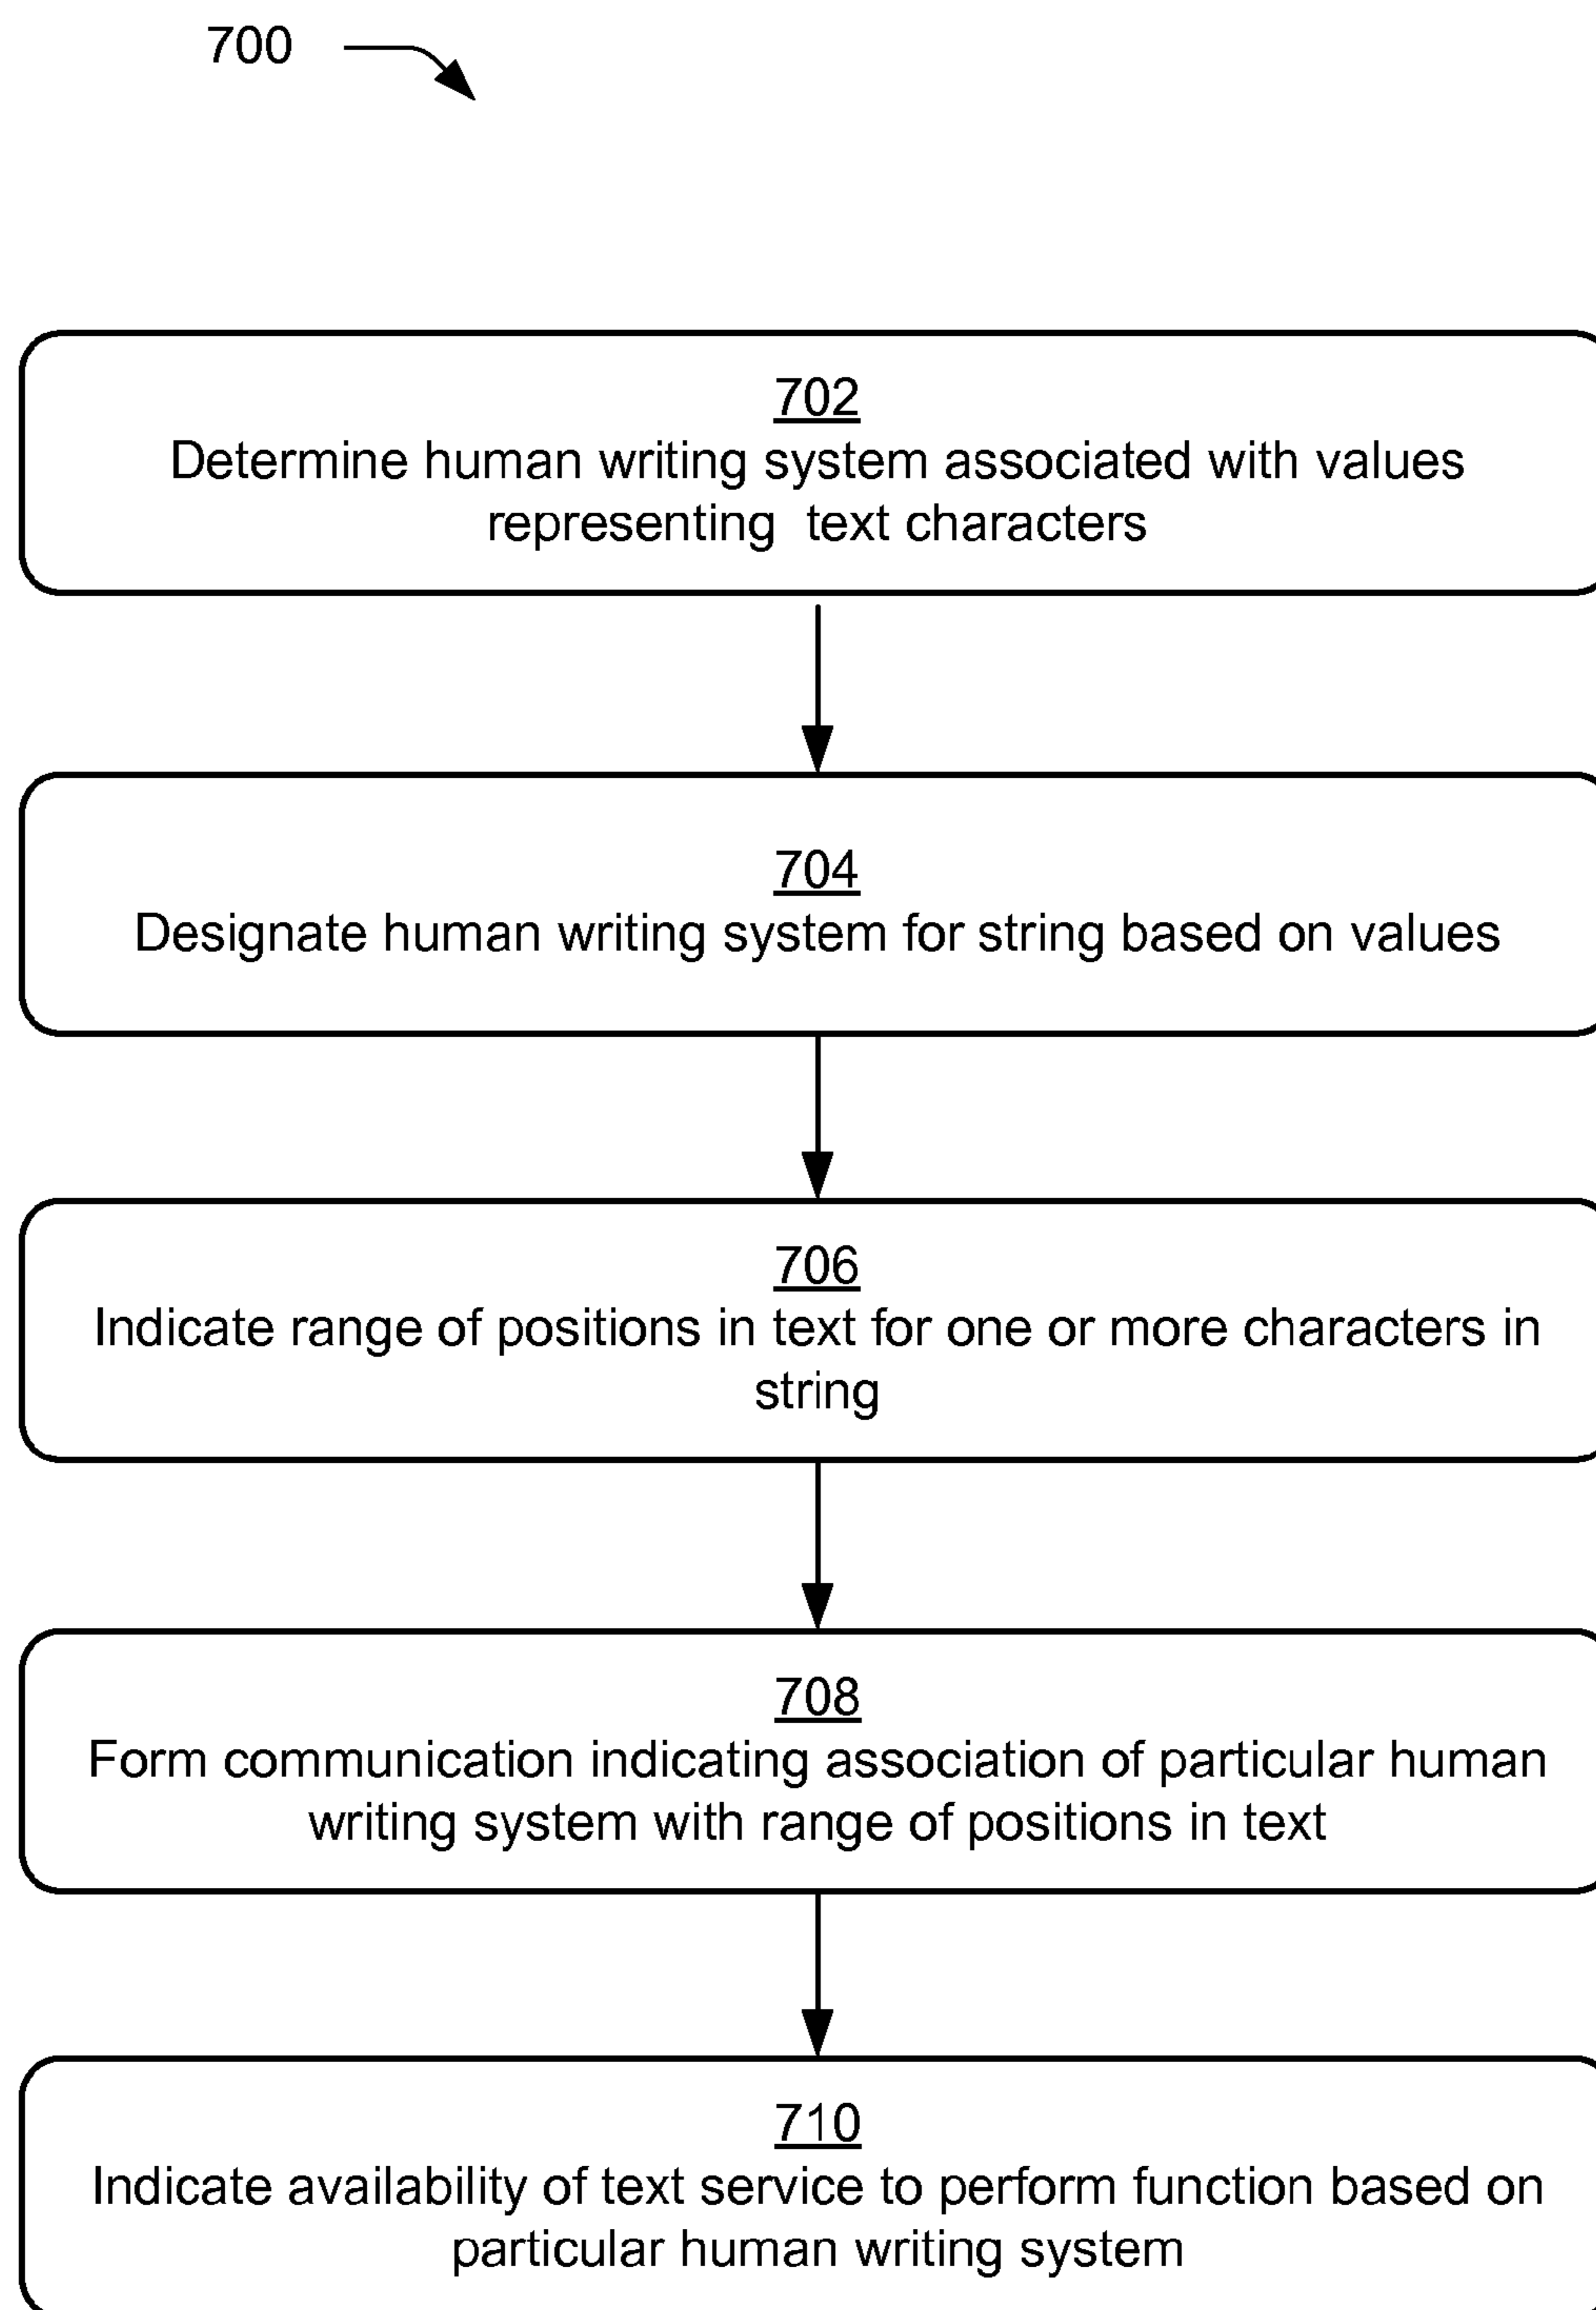 700
702
Determine human writing system associated with values
representing text characters
704
Designate human writing system for string based on values
706
Indicate range of positions in text for one or more characters in
string
708
Form communication indicating association of particular human
writing system with range of positions in text
710
Indicate availability of text service to perform function based on
particular human writing system